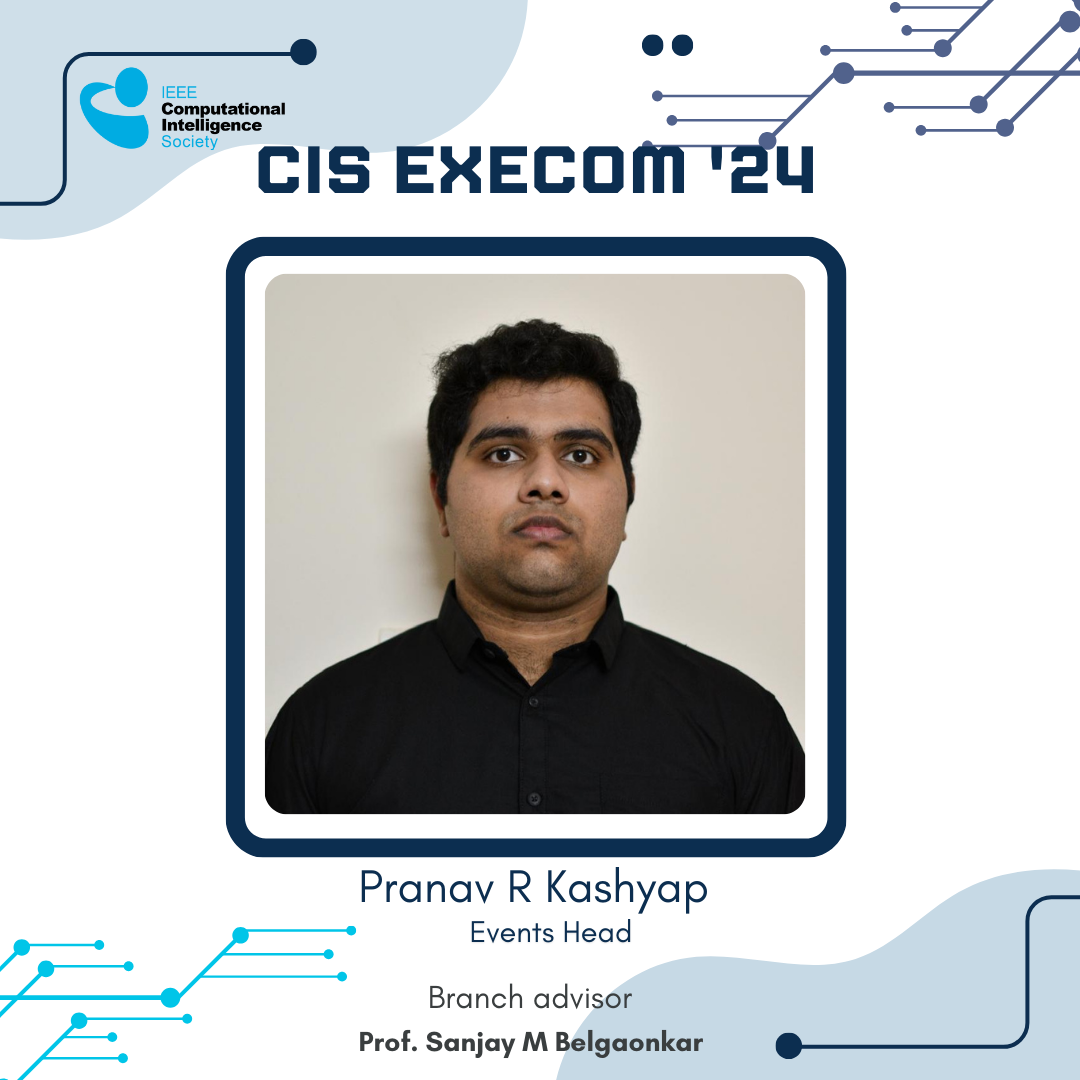 IEEE
Computational
Intelligence
Society
CIS EXECOM '24
Pranav R Kashyap
Events Head
Branch advisor
Prof. Sanjay M Belgaonkar